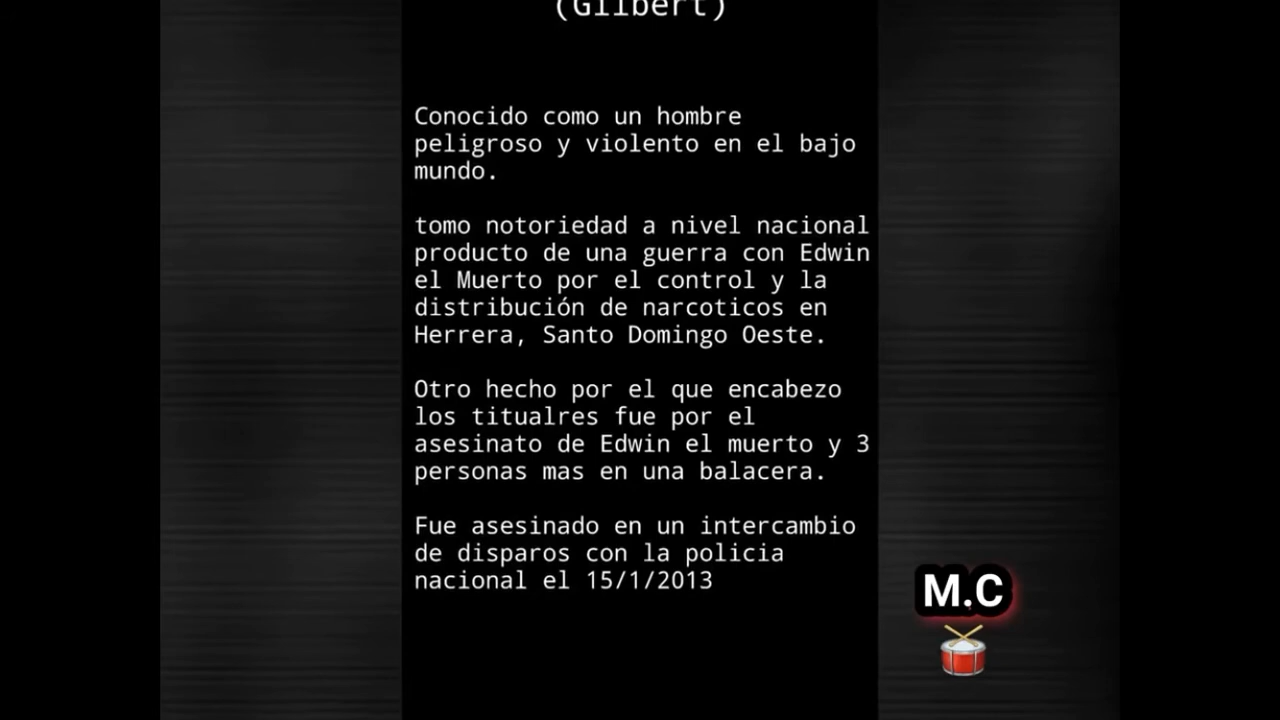 (Gilbert)
Conocido como un hombre
peligroso y violento en el bajo
mundo.
tomo notoriedad a nivel nacional
producto de una guerra con Edwin
el Muerto por el control y la
distribución de narcoticos en
Herrera, Santo Domingo Oeste.
Otro hecho por el que encabezo
los titualres fue por el
asesinato de Edwin el muerto y 3
personas mas en una balacera.
Fue asesinado en un intercambio
de disparos con la policia
nacional el 15/1/2013
M.C